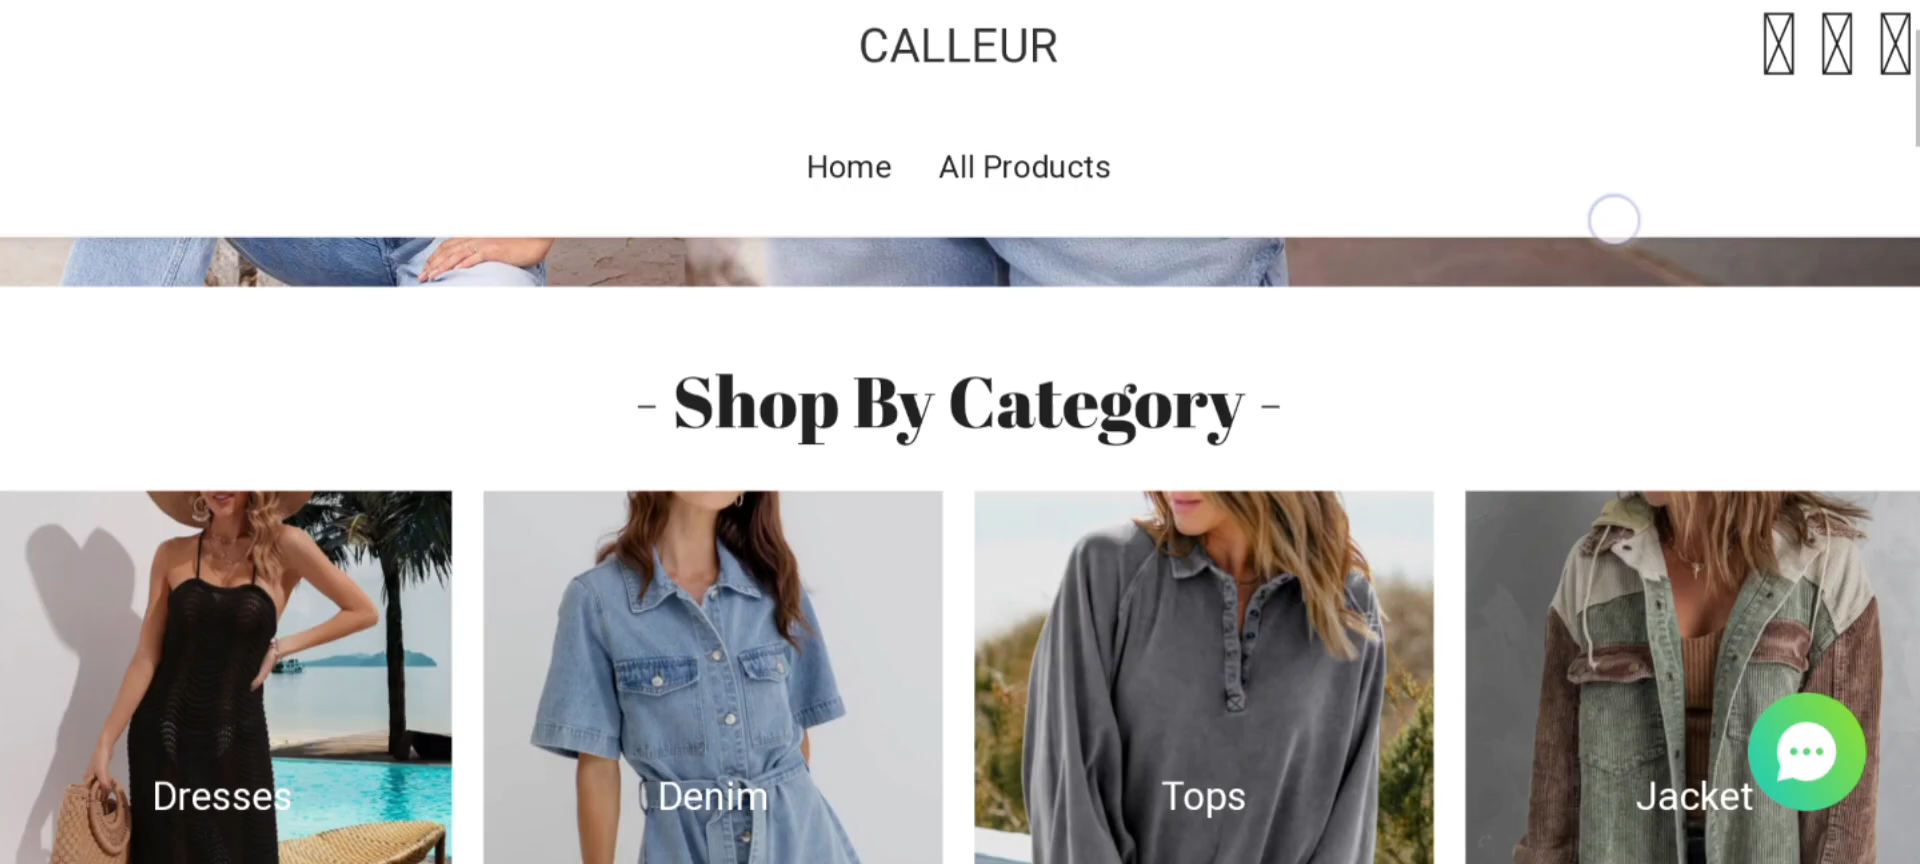 CALLEUR
Home All Products
- Shop By Category -
Dresses Denim Tops Jacket